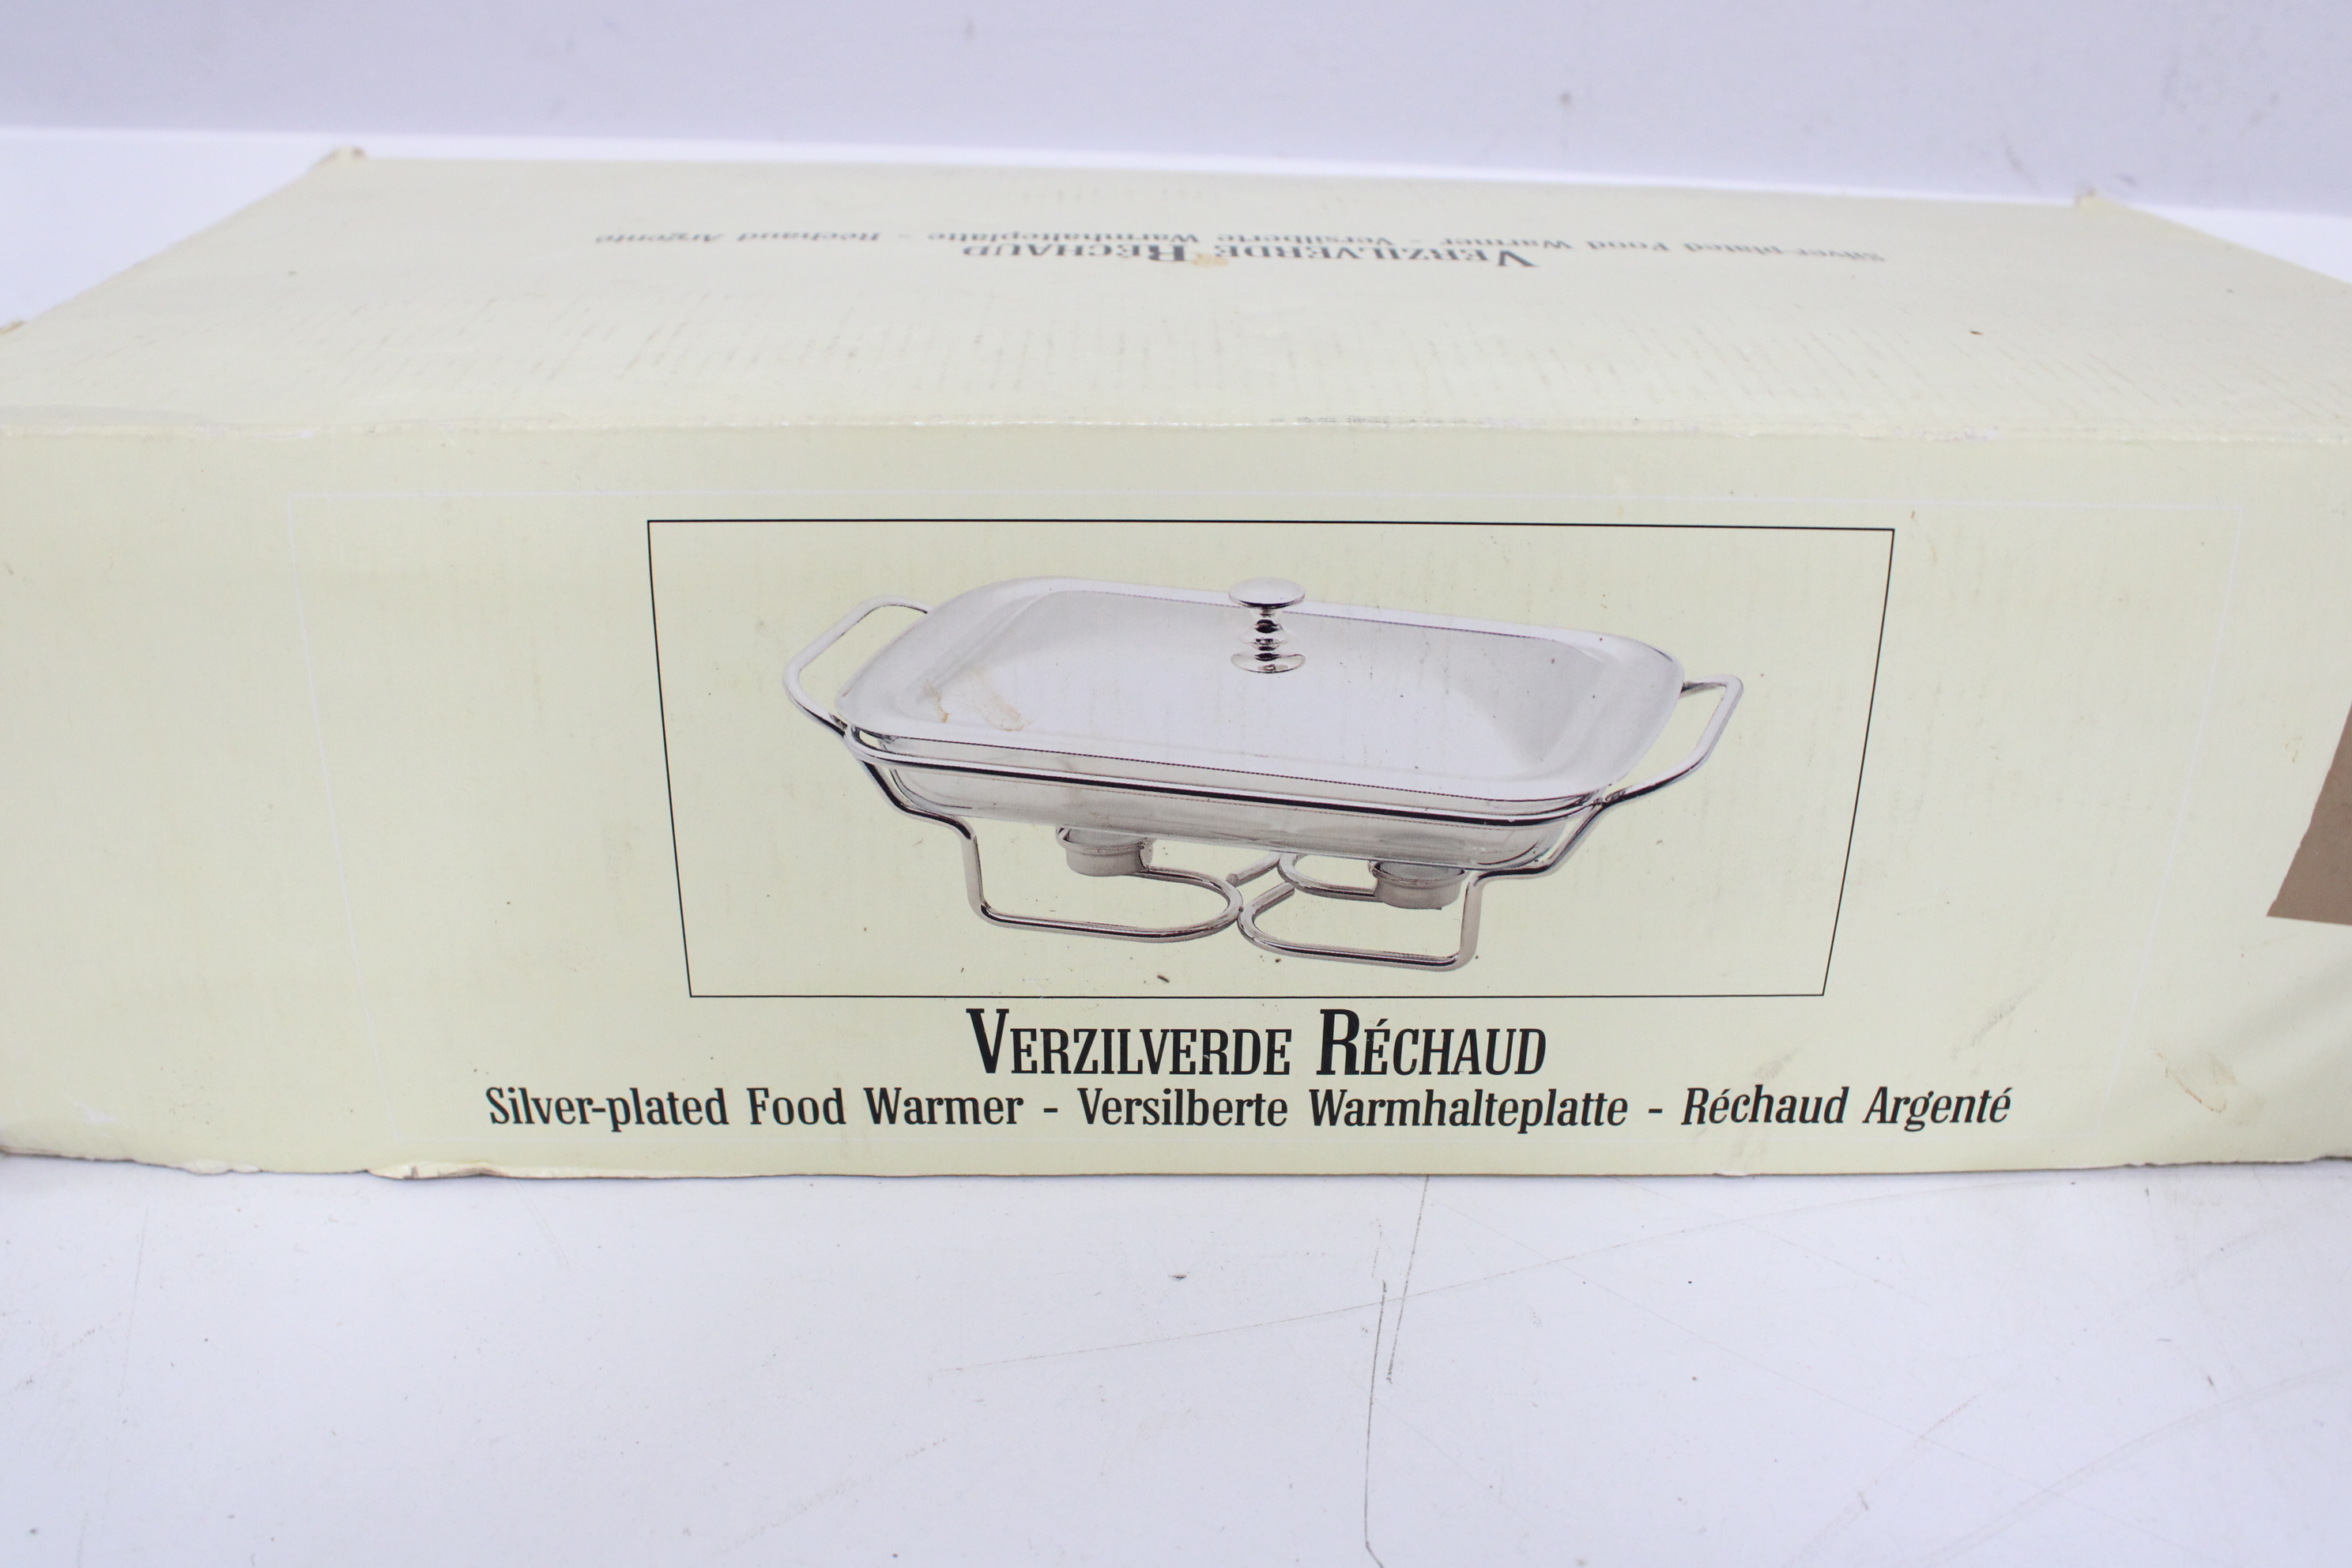 Silver-plated Food Warmer - Versilberte Warmhalteplatte - Réchaud Argenté
VERZILVERDE RÉCHAUD
VERZILVERDE RÉCHAUD
Silver-plated Food Warmer - Versilberte Warmhalteplatte - Réchaud Argenté